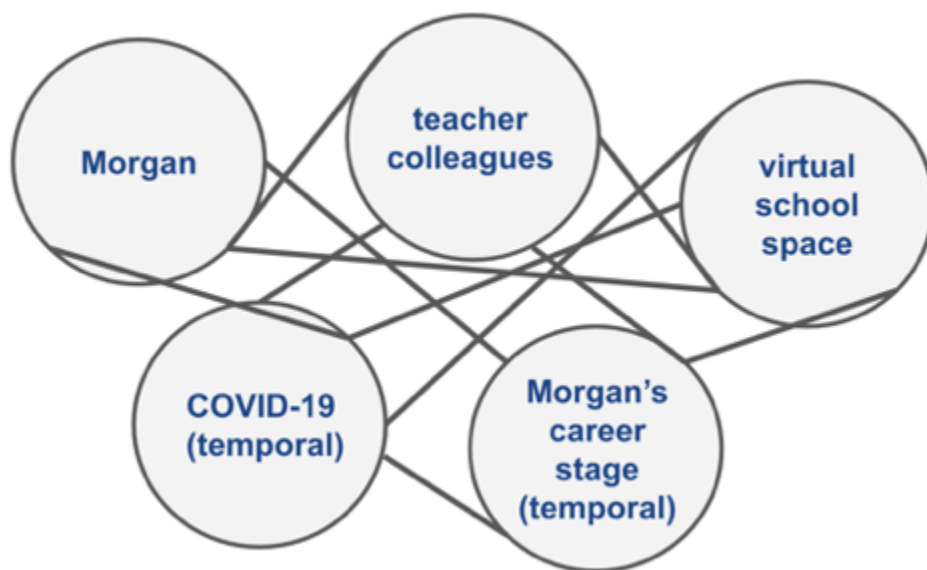 Morgan
teacher
colleagues
virtual
school
space
COVID-19
(temporal)
Morgan’s
career
stage
(temporal)